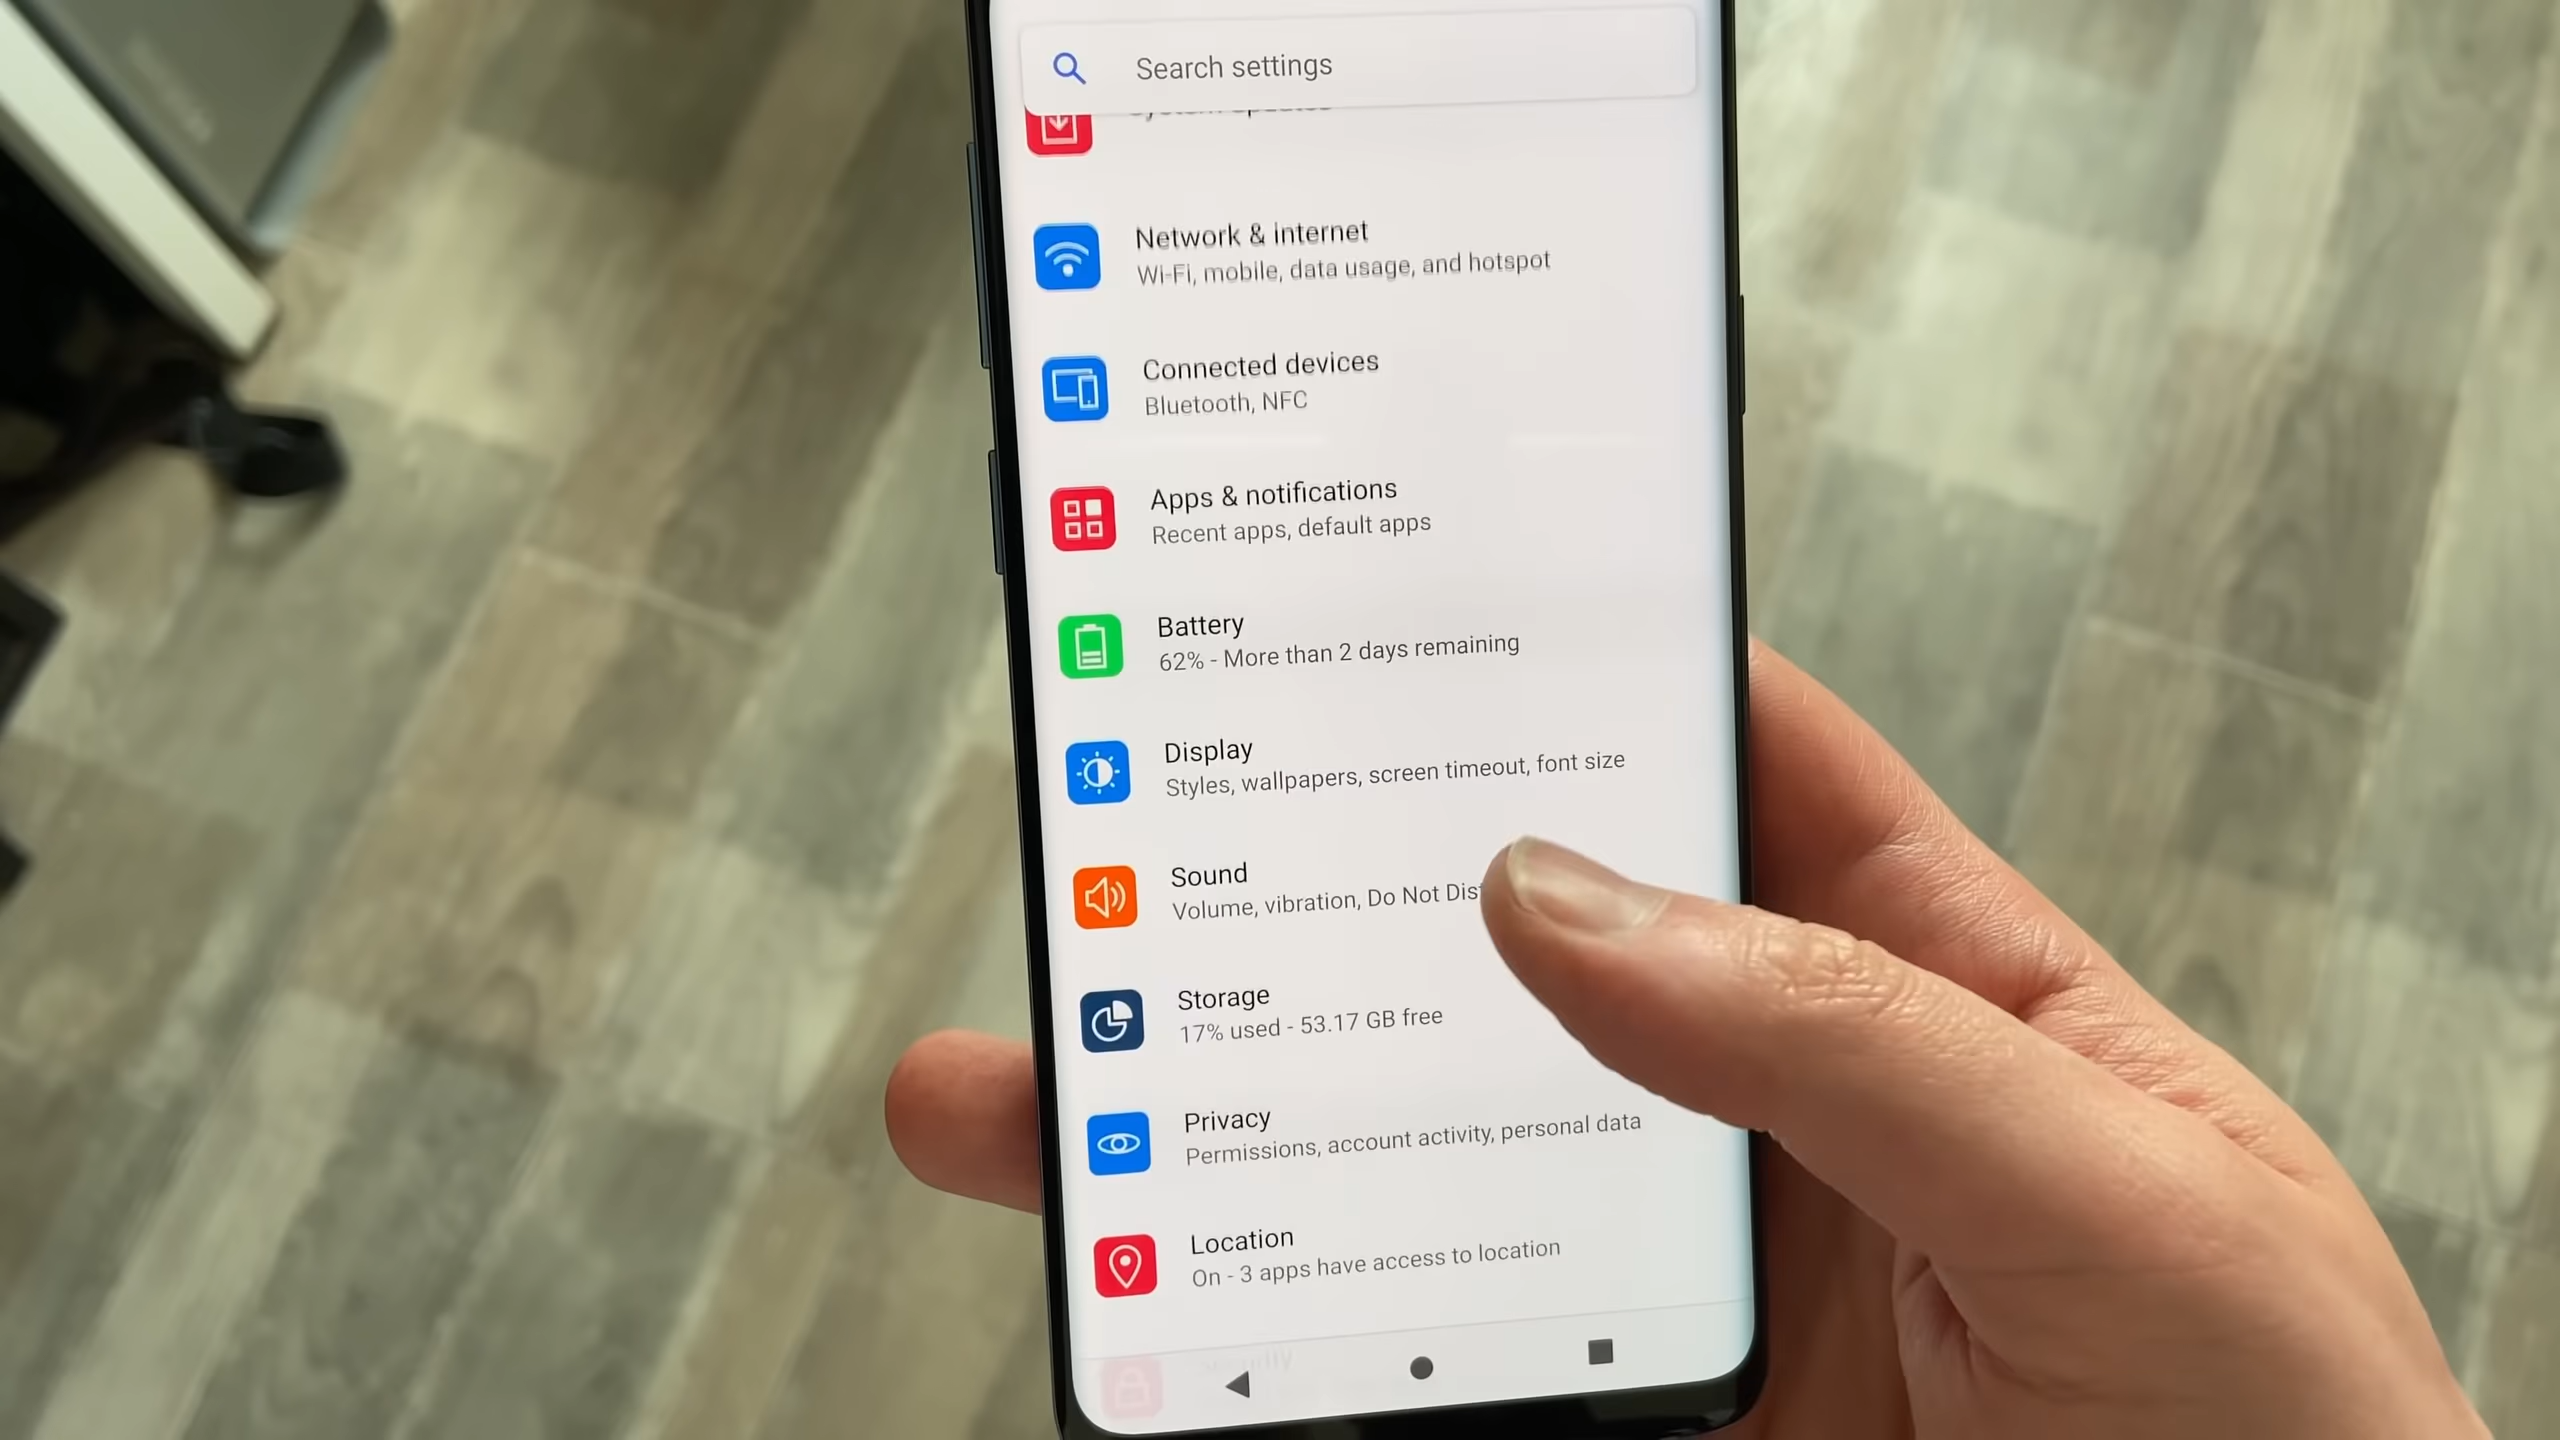 Search settings
System updates
Network & internet
Wi-Fi, mobile, data usage, and hotspot
Connected devices
Bluetooth, NFC
Apps & notifications
Recent apps, default apps
Battery
62% - More than 2 days remaining
Display
Styles, wallpapers, screen timeout, font size
Sound
Volume, vibration, Do Not Dis
Storage
17% used - 53.17 GB free
Privacy
Permissions, account activity, personal data
Location
On - 3 apps have access to location